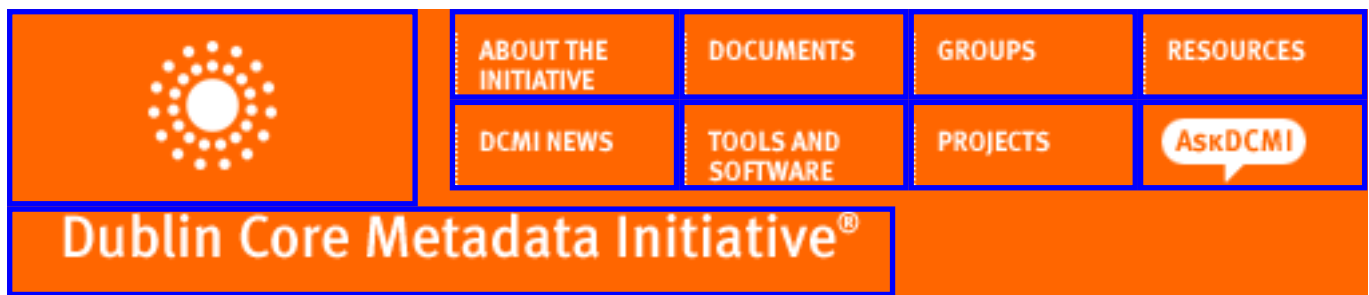 ABOUT THE
INITIATIVE
DOCUMENTS
GROUPS
RESOURCES
DCMI NEWS
TOOLS AND
SOFTWARE
PROJECTS
ASKDCMI
Dublin Core Metadata Initiative®